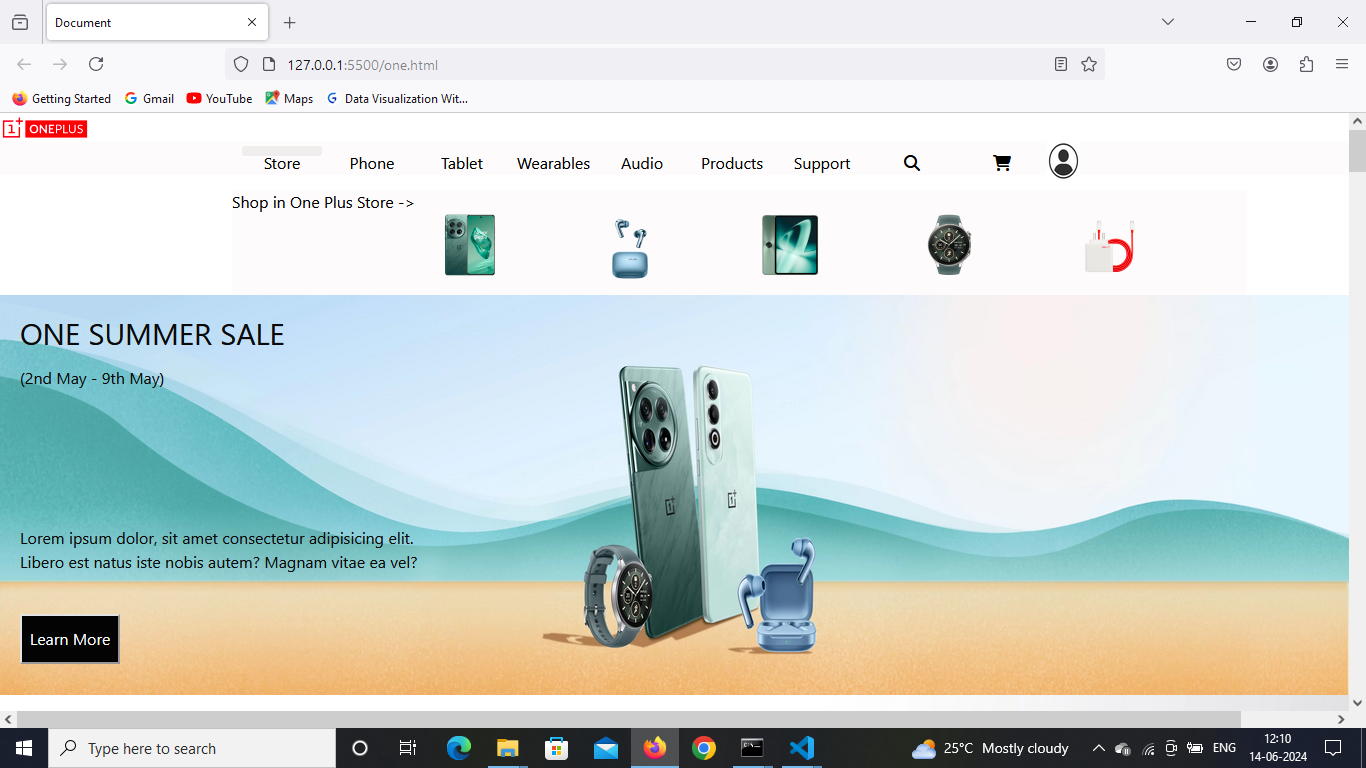 Document
127.0.0.1:5500/one.html
Getting Started Gmail YouTube Maps Data Visualization Wit...
ONEPLUS
Store Phone Tablet Wearables Audio Products Support
Shop in One Plus Store ->
ONE SUMMER SALE
(2nd May - 9th May)
Lorem ipsum dolor, sit amet consectetur adipisicing elit.
Libero est natus iste nobis autem? Magnam vitae ea vel?
Learn More
Type here to search
25°C Mostly cloudy
ENG
12:10
14-06-2024